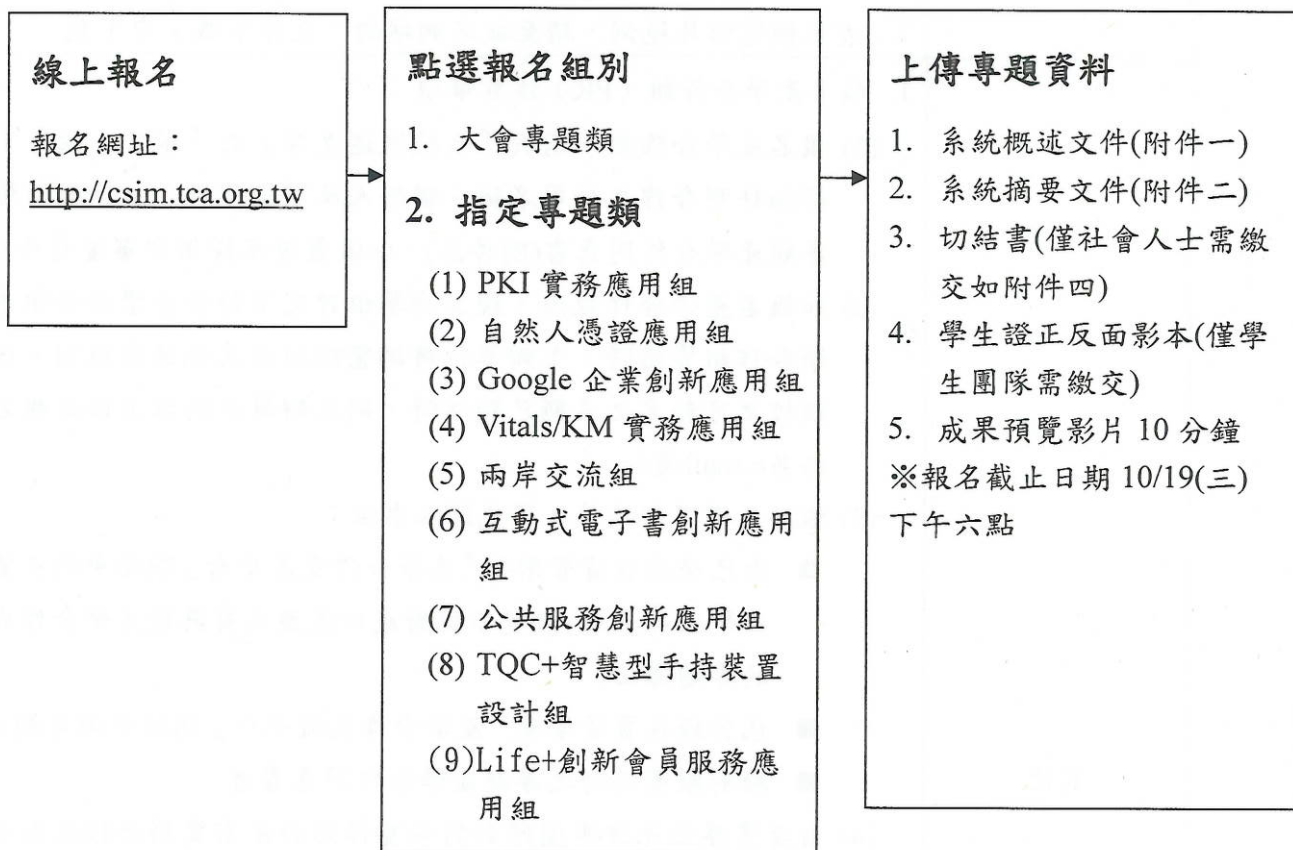 線上報名
報名網址：
http://csim.tca.org.tw
點選報名組別
1. 大會專題類
2. 指定專題類
(1) PKI 實務應用組
(2) 自然人憑證應用組
(3) Google 企業創新應用組
(4) Vitals/KM 實務應用組
(5) 兩岸交流組
(6) 互動式電子書創新應用
組
(7) 公共服務創新應用組
(8) TQC+智慧型手持裝置
設計組
(9)Life+創新會員服務應
用組
上傳專題資料
1. 系統概述文件(附件一)
2. 系統摘要文件(附件二)
3. 切結書(僅社會人士需繳
交如附件四)
4. 學生證正反面影本(僅學
生團隊需繳交)
5. 成果預覽影片 10 分鐘
※報名截止日期 10/19(三)
下午六點